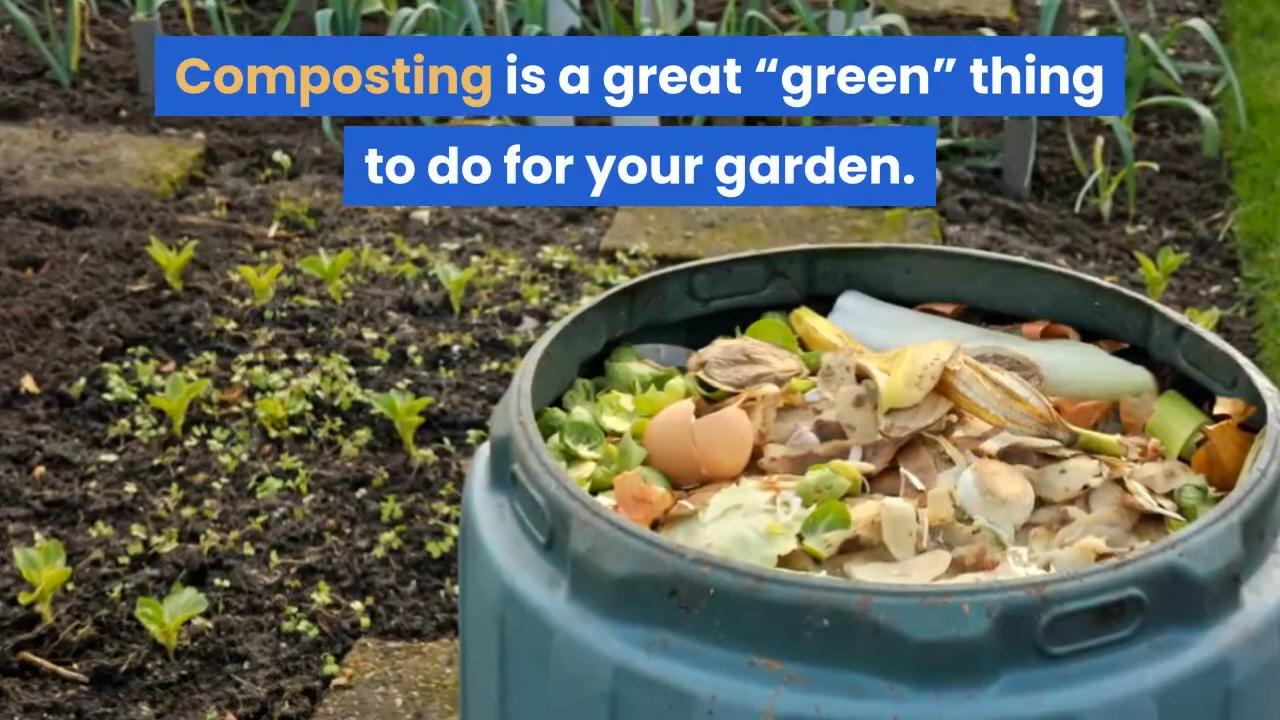 Composting is a great “green” thing
to do for your garden.